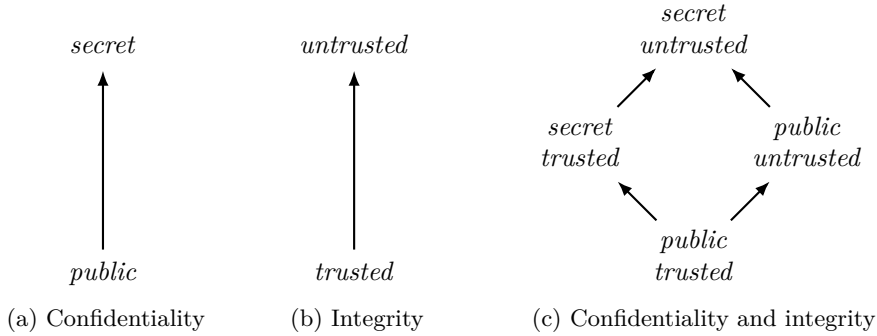 secret
public
(a) Confidentiality
untrusted
trusted
(b) Integrity
secret
untrusted
secret
trusted
public
untrusted
public
trusted
(c) Confidentiality and integrity